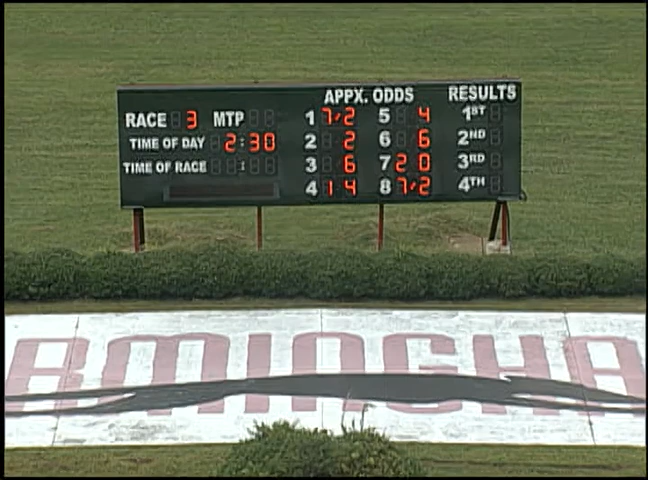 APPX. ODDS RESULTS
RACE 3 MTP 1 7-2 5 4 1ST
TIME OF DAY 2:30 2 2 6 6 2ND
TIME OF RACE : 3 6 7 20 3RD
4 14 8 7-2 4TH
RMINGHA